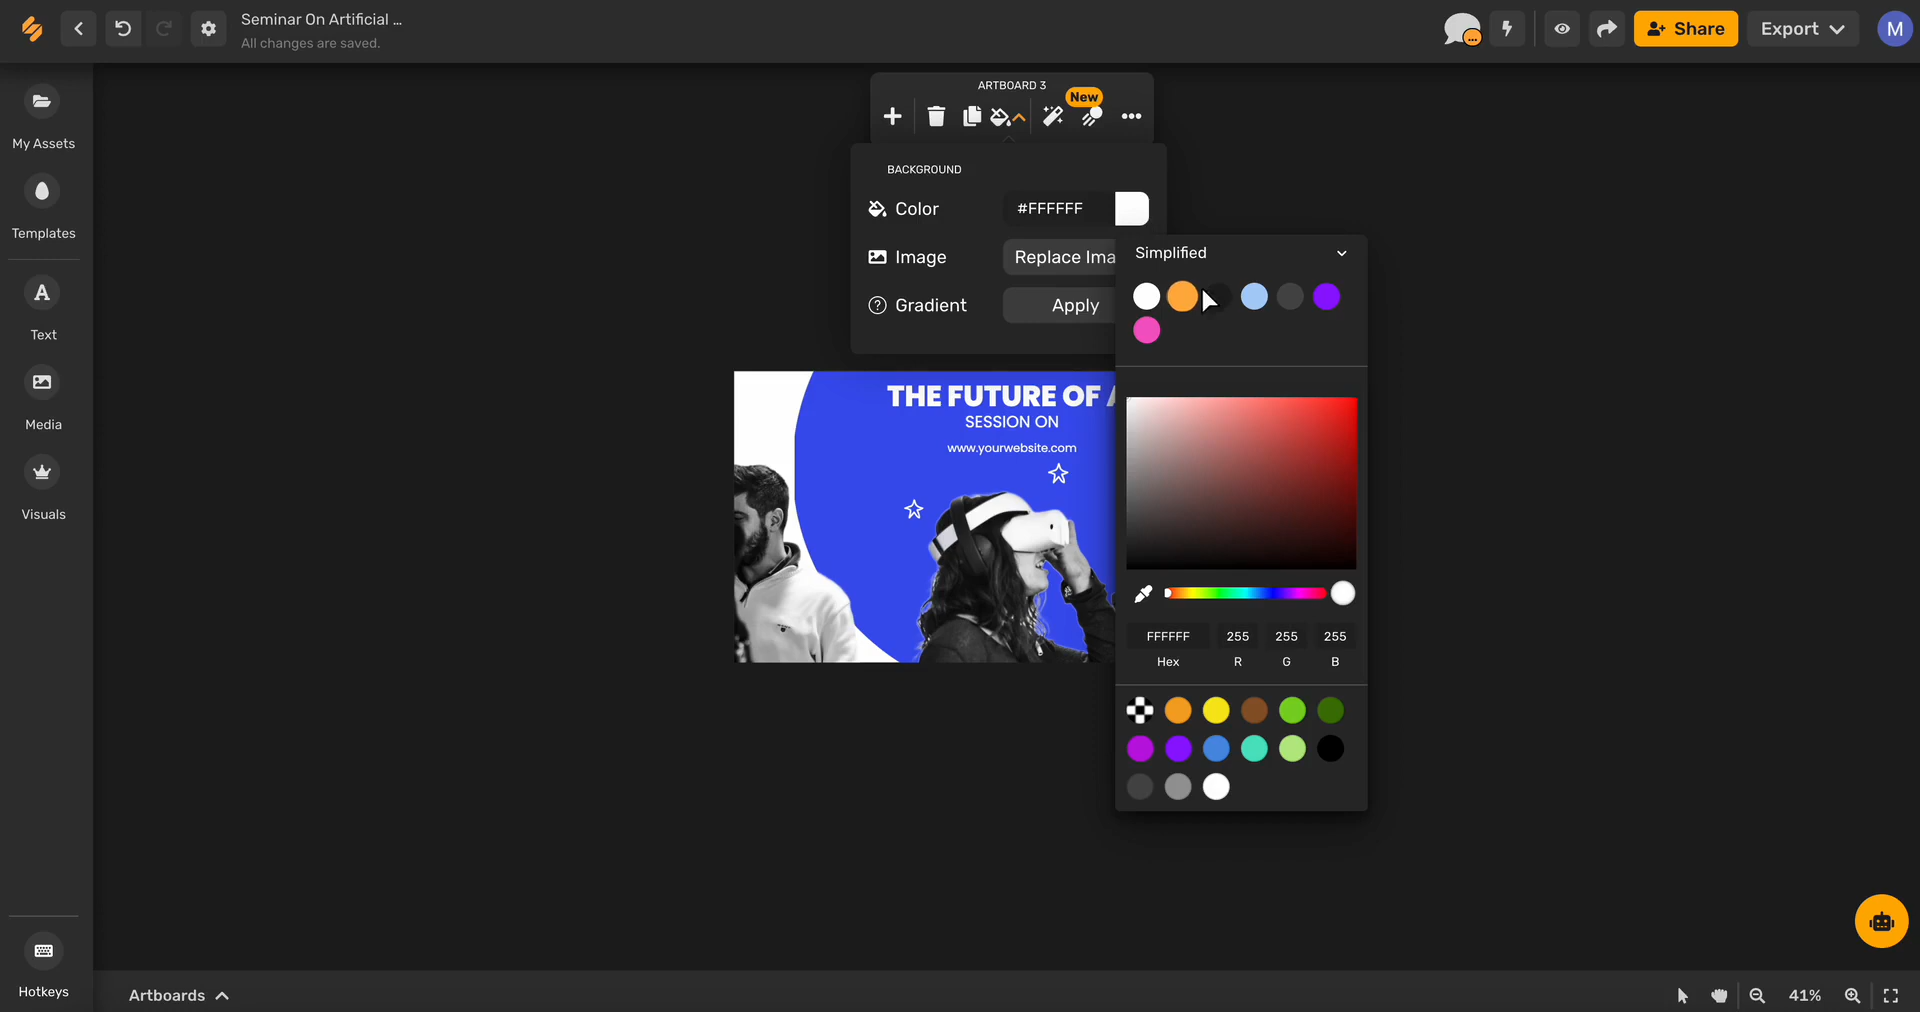 Seminar On Artificial ...
All changes are saved.
...
Share
Export
M
My Assets
Templates
A
Text
Media
Visuals
Hotkeys
ARTBOARD 3
New
BACKGROUND
Color
#FFFFFF
Image
Replace Ima
? Gradient
Apply
Simplified
THE FUTURE OF
SESSION ON
www.yourwebsite.com
FFFFFF 255 255 255
Hex R G B
Artboards
41%